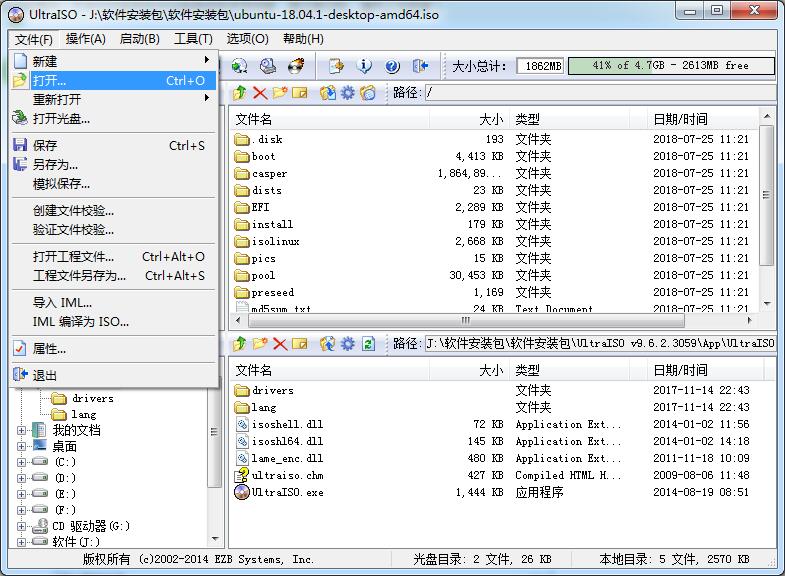 UltraISO - J:\软件安装包\软件安装包\ubuntu-18.04.1-desktop-amd64.iso
文件(F) 操作(A) 启动(B) 工具(T) 选项(O) 帮助(H)
新建
打开... Ctrl+O
重新打开
打开光盘...
保存 Ctrl+S
另存为...
模拟保存...
创建文件校验...
验证文件校验...
打开工程文件... Ctrl+Alt+O
工程文件另存为... Ctrl+Alt+S
导入 IML...
IML 编译为 ISO...
属性...
退出
大小总计: 1862MB 41% of 4.7GB - 2613MB free
路径: /
文件名 大小 类型 日期/时间
.disk 193 文件夹 2018-07-25 11:21
boot 4,413 KB 文件夹 2018-07-25 11:21
casper 1,864,89... 文件夹 2018-07-25 11:21
dists 23 KB 文件夹 2018-07-25 11:21
EFI 2,289 KB 文件夹 2018-07-25 11:21
install 179 KB 文件夹 2018-07-25 11:21
isolinux 2,668 KB 文件夹 2018-07-25 11:21
pics 15 KB 文件夹 2018-07-25 11:21
pool 30,453 KB 文件夹 2018-07-25 11:21
preseed 1,169 文件夹 2018-07-25 11:21
md5sum.txt 24 KB Text Document 2018-07-25 11:21
路径: J:\软件安装包\软件安装包\UltraISO v9.6.2.3059\App\UltraISO
文件名 大小 类型 日期/时间
drivers 文件夹 2017-11-14 22:43
lang 文件夹 2017-11-14 22:43
isoshell.dll 72 KB Application Ext... 2014-01-02 11:56
isoshl64.dll 145 KB Application Ext... 2014-01-02 14:18
lame_enc.dll 480 KB Application Ext... 2011-11-18 10:09
ultraiso.chm 427 KB Compiled HTML H... 2009-08-06 11:48
UltraISO.exe 1,444 KB 应用程序 2014-08-19 08:51
drivers
lang
我的文档
桌面
(C:)
(D:)
(E:)
(F:)
CD 驱动器(G:)
软件(J:)
版权所有 (c)2002-2014 EZB Systems, Inc. 光盘目录: 2 文件, 26 KB 本地目录: 5 文件, 2570 KB